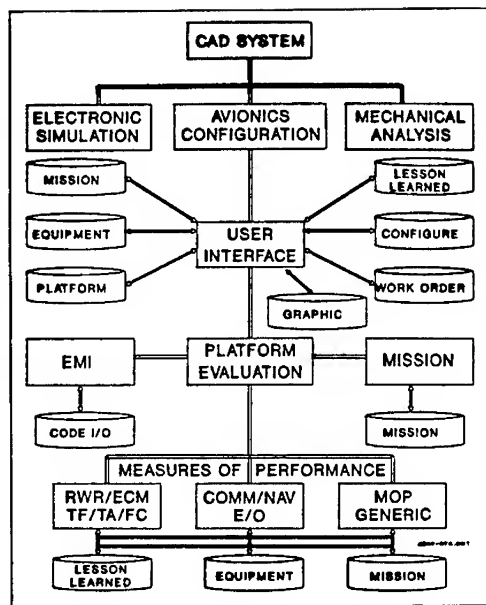 CAD SYSTEM
ELECTRONIC
SIMULATION
AVIONICS
CONFIGURATION
MECHANICAL
ANALYSIS
MISSION
LESSON
LEARNED
EQUIPMENT
USER
INTERFACE
CONFIGURE
PLATFORM
WORK ORDER
GRAPHIC
EMI
PLATFORM
EVALUATION
MISSION
CODE I/O
MISSION
MEASURES OF PERFORMANCE
RWR/ECM
TF/TA/FC
COMM/NAV
E/O
MOP
GENERIC
LESSON
LEARNED
EQUIPMENT
MISSION